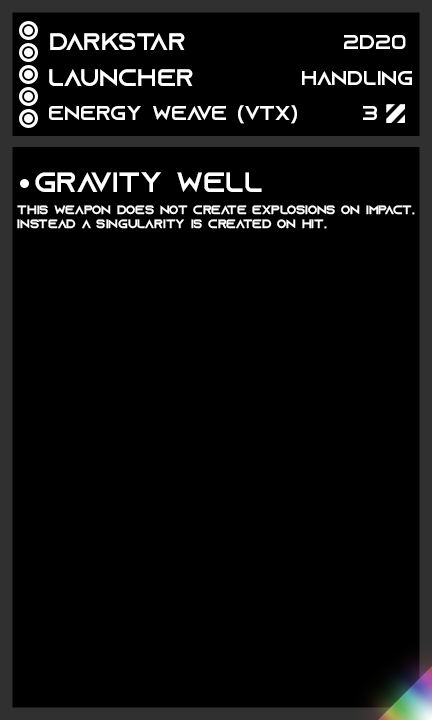 DARKSTAR 2D20
LAUNCHER HANDLING
ENERGY WEAVE (VTX) 3
•GRAVITY WELL
THIS WEAPON DOES NOT CREATE EXPLOSIONS ON IMPACT.
INSTEAD A SINGULARITY IS CREATED ON HIT.